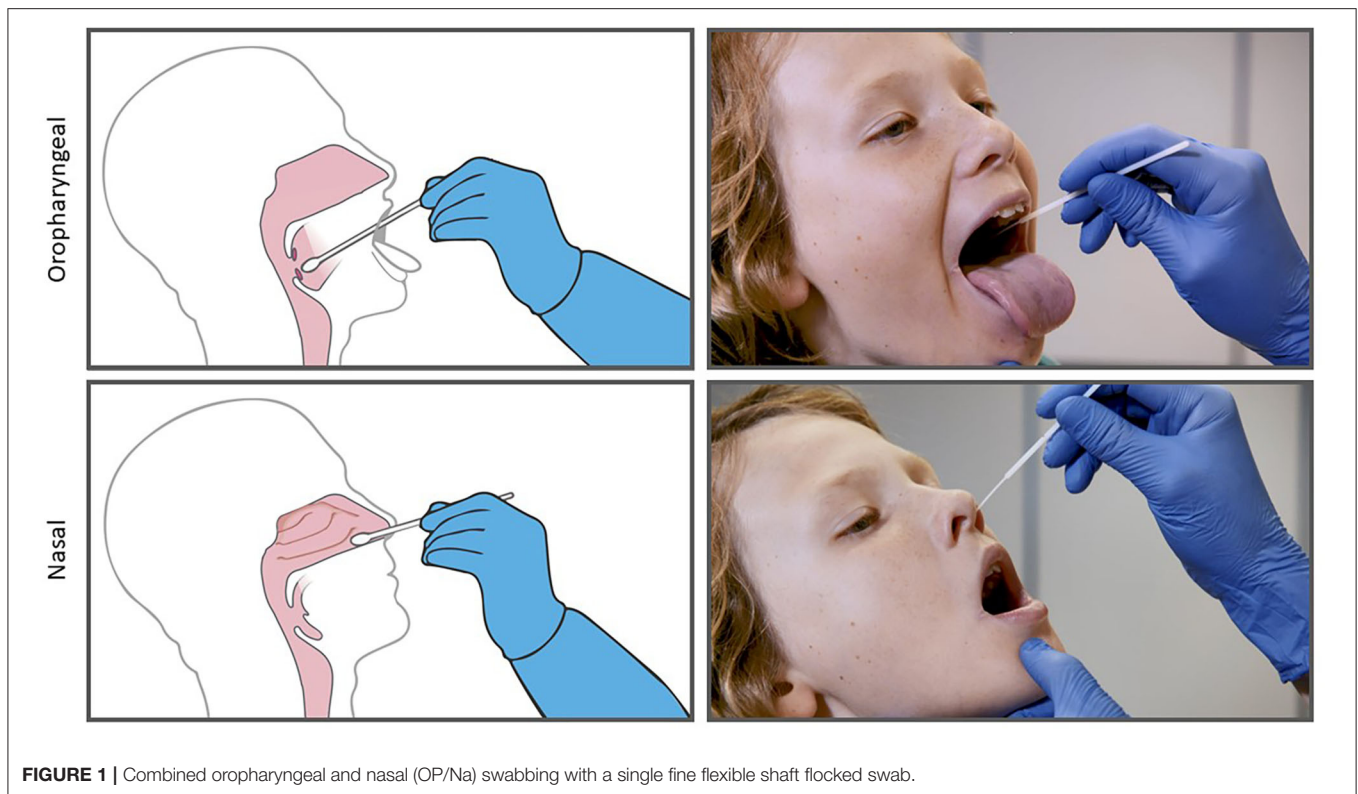 Oropharyngeal
Nasal
FIGURE 1 | Combined oropharyngeal and nasal (OP/Na) swabbing with a single fine flexible shaft flocked swab.